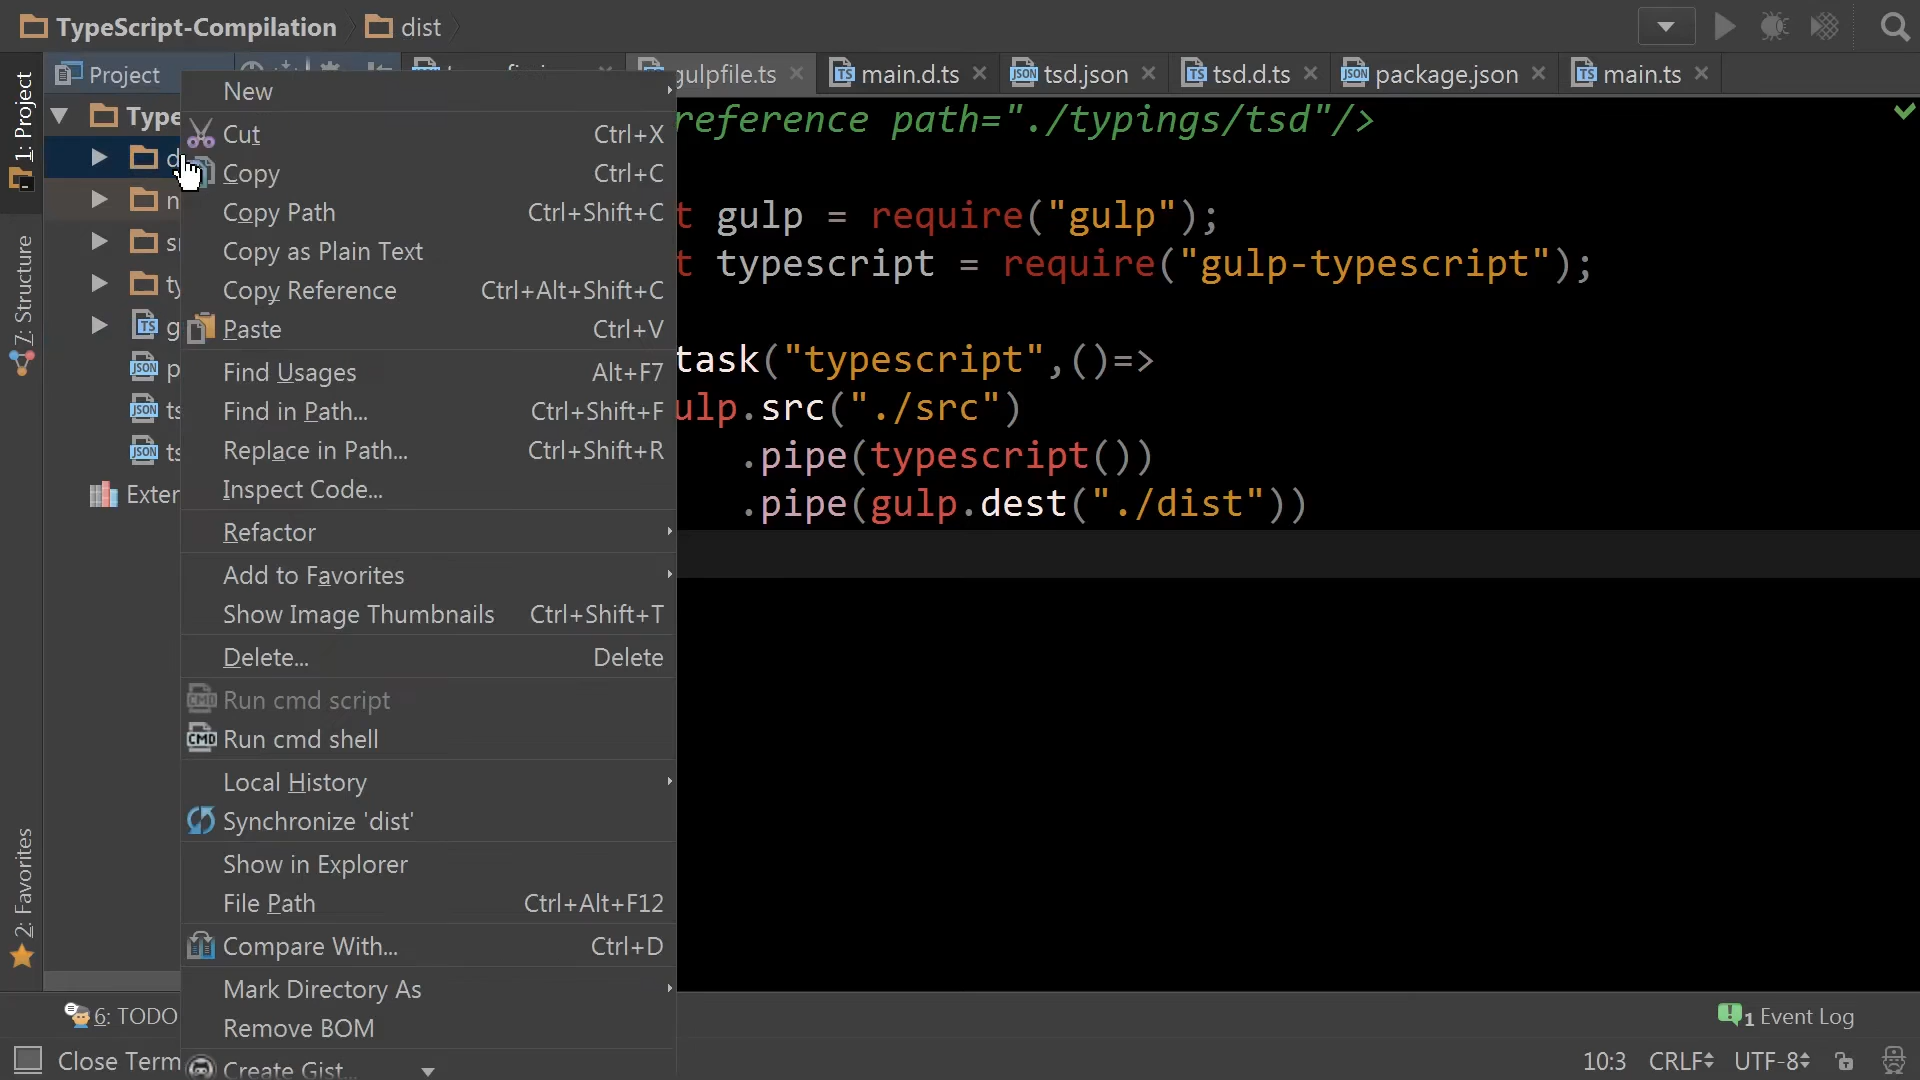 TypeScript-Compilation dist
1: Project
7: Structure
2: Favorites
Project
gulpfile.ts
main.d.ts
tsd.json
tsd.d.ts
package.json
main.ts
Type
d
n
ty
g
p
ts
ts
Exter
New
Cut Ctrl+X
Copy Ctrl+C
Copy Path Ctrl+Shift+C
Copy as Plain Text
Copy Reference Ctrl+Alt+Shift+C
Paste Ctrl+V
Find Usages Alt+F7
Find in Path... Ctrl+Shift+F
Replace in Path... Ctrl+Shift+R
Inspect Code...
Refactor
Add to Favorites
Show Image Thumbnails Ctrl+Shift+T
Delete... Delete
Run cmd script
Run cmd shell
Local History
Synchronize 'dist'
Show in Explorer
File Path Ctrl+Alt+F12
Compare With... Ctrl+D
Mark Directory As
Remove BOM
Create Gist...
reference path="./typings/tsd"/>
t gulp = require("gulp");
t typescript = require("gulp-typescript");
task("typescript",()=>
ulp.src("./src")
.pipe(typescript())
.pipe(gulp.dest("./dist"))
6: TODO
1 Event Log
Close Term
10:3 CRLF UTF-8